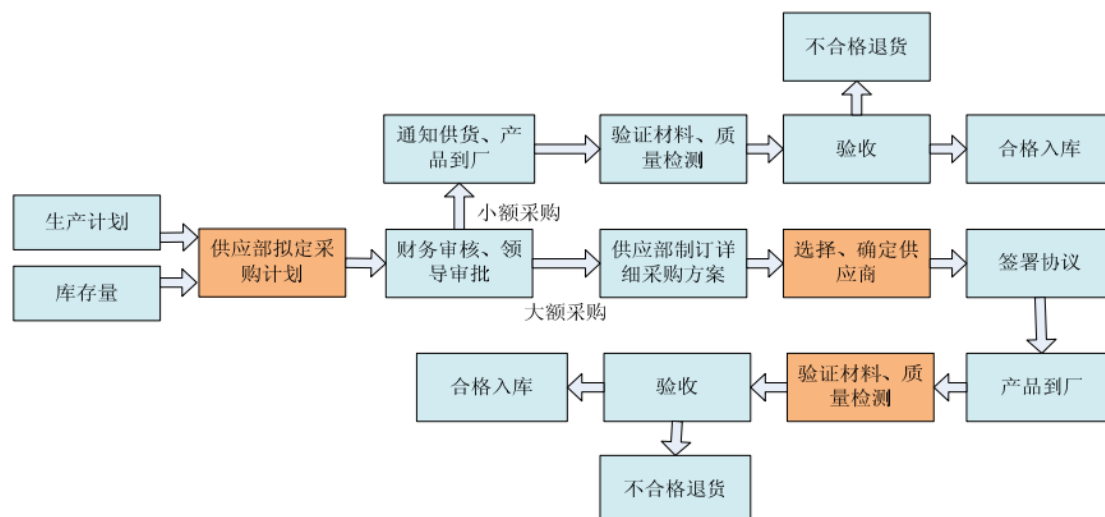 不合格退货
通知供货、产
品到厂
验证材料、质
量检测
验收
合格入库
小额采购
生产计划
库存量
供应部拟定采
购计划
财务审核、领
导审批
供应部制订详
细采购方案
选择、确定供
应商
签署协议
大额采购
合格入库
验收
验证材料、质
量检测
产品到厂
不合格退货